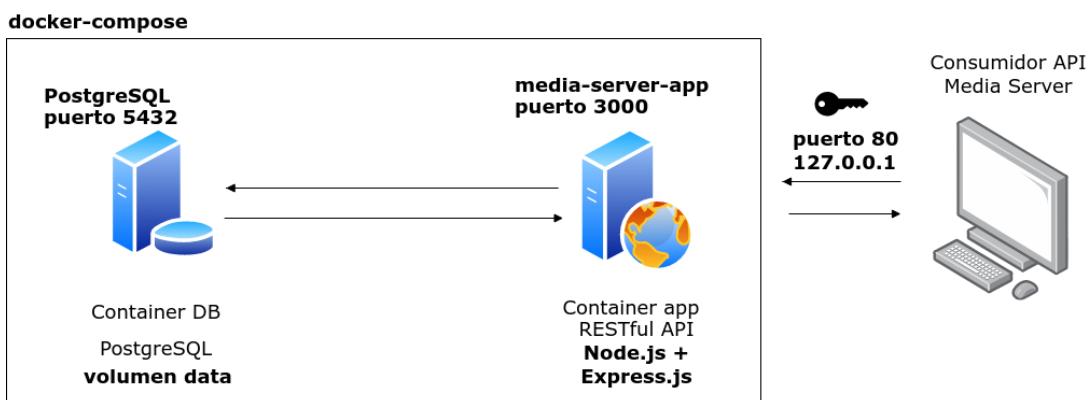 docker-compose
PostgreSQL
puerto 5432
media-server-app
puerto 3000
Consumidor API
Media Server
puerto 80
127.0.0.1
Container DB
PostgreSQL
volumen data
Container app
RESTful API
Node.js +
Express.js